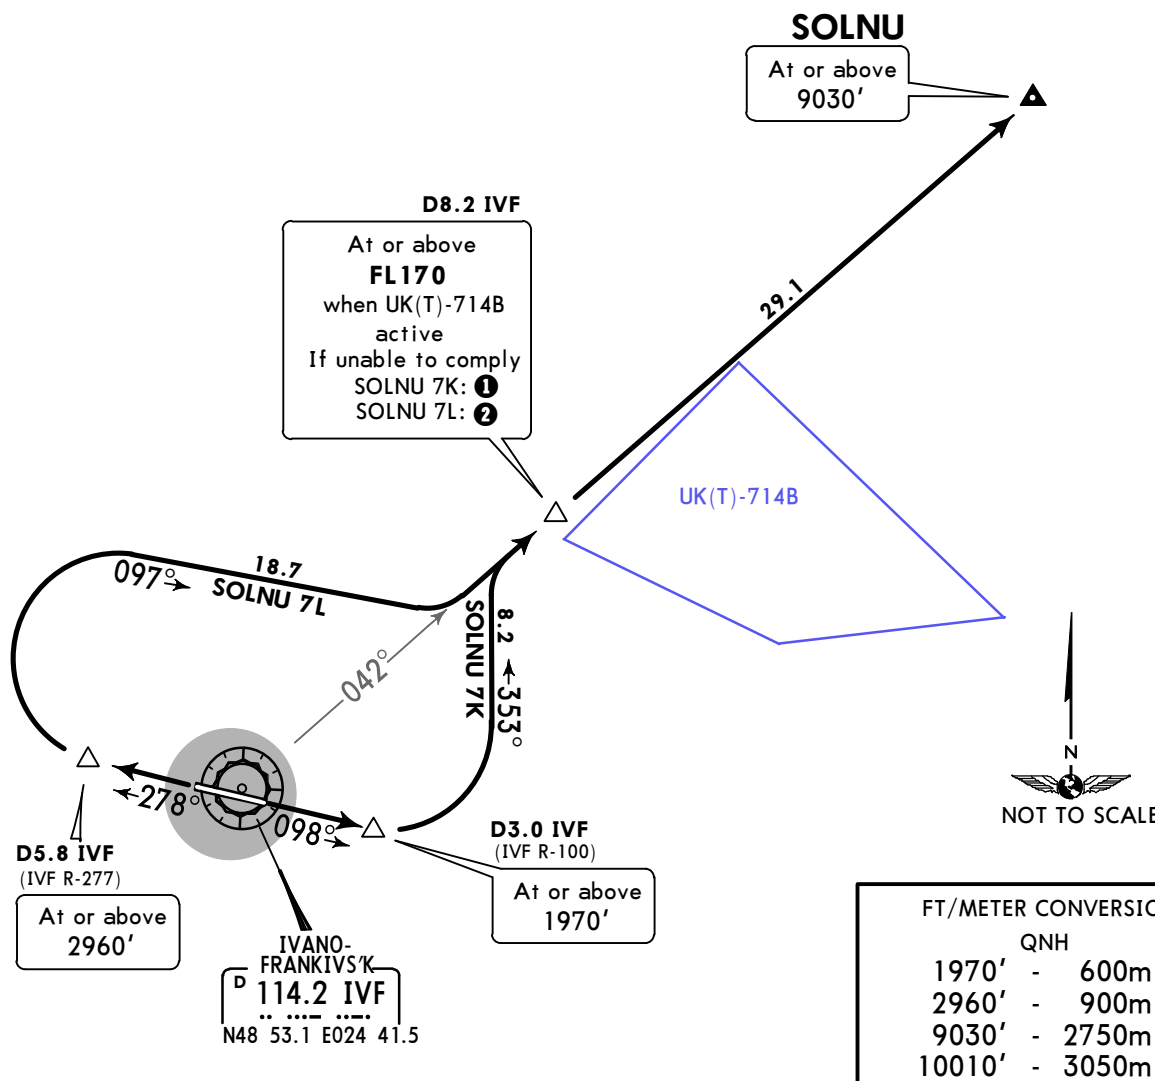 SOLNU
At or above
9030'
D8.2 IVF
At or above
FL170
when UK(T)-714B
active
If unable to comply
SOLNU 7K: 1
SOLNU 7L: 2
29.1
UK(T)-714B
18.7
097°
SOLNU 7L
8.2
SOLNU 7K
353°
042°
278°
098°
N
NOT TO SCALE
D5.8 IVF
(IVF R-277)
At or above
2960'
D3.0 IVF
(IVF R-100)
At or above
1970'
IVANO-
FRANKIVS'K
D 114.2 IVF
N48 53.1 E024 41.5
FT/METER CONVERSIO
QNH
1970' - 600m
2960' - 900m
9030' - 2750m
10010' - 3050m